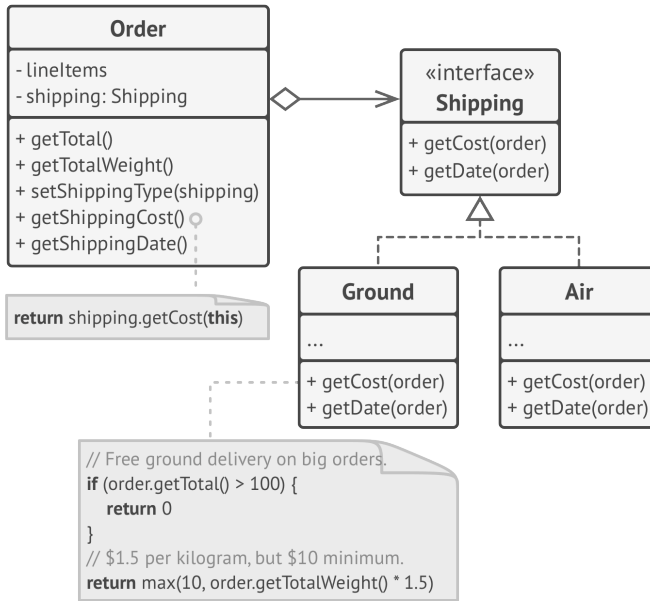 Order
- lineItems
- shipping: Shipping
+ getTotal()
+ getTotalWeight()
+ setShippingType(shipping)
+ getShippingCost()
+ getShippingDate()
return shipping.getCost(this)
«interface»
Shipping
+ getCost(order)
+ getDate(order)
Ground
...
+ getCost(order)
+ getDate(order)
Air
...
+ getCost(order)
+ getDate(order)
// Free ground delivery on big orders.
if (order.getTotal() > 100) {
return 0
}
// $1.5 per kilogram, but $10 minimum.
return max(10, order.getTotalWeight() * 1.5)